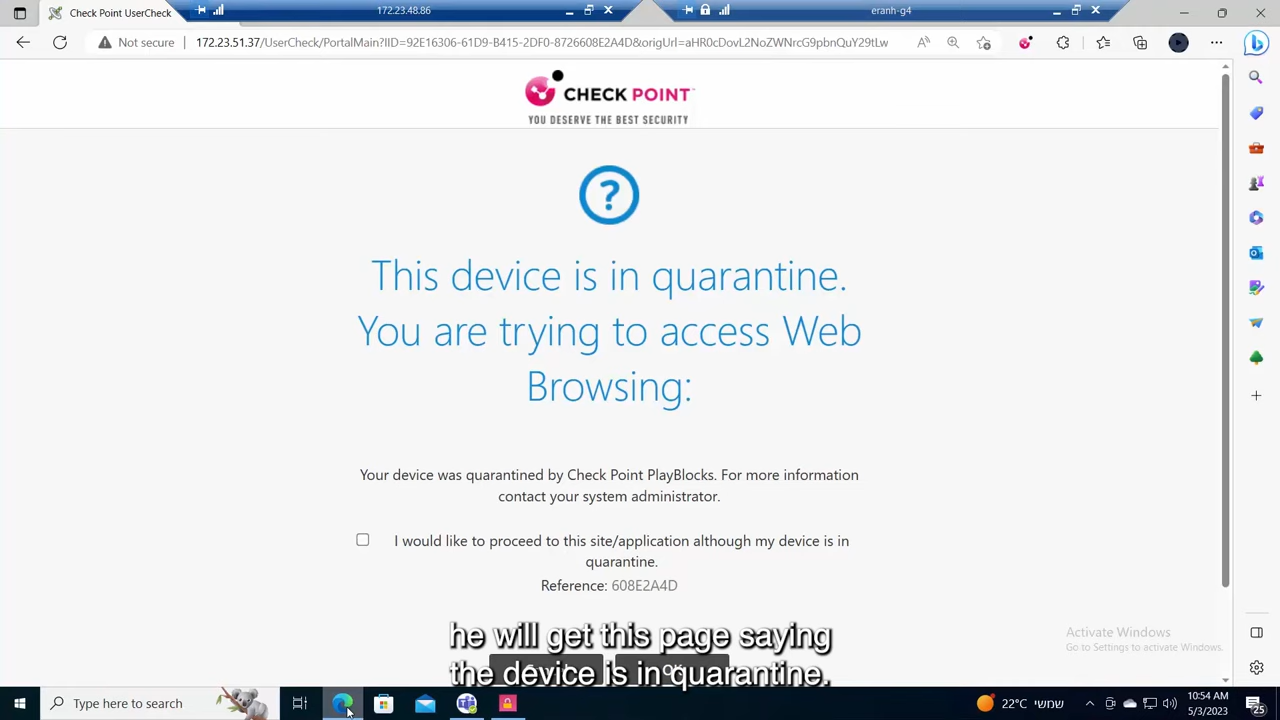 Check Point UserCheck
172.23.48.86
eranh-g4
Not secure
172.23.51.37/UserCheck/PortalMain?IID=92E16306-61D9-B415-2DF0-8726608E2A4D&origUrl=aHR0cDovL2NoZWNrcG9pbnQuY29tLw
CHECK POINT
YOU DESERVE THE BEST SECURITY
This device is in quarantine.
You are trying to access Web
Browsing:
Your device was quarantined by Check Point PlayBlocks. For more information
contact your system administrator.
I would like to proceed to this site/application although my device is in
quarantine.
Reference: 608E2A4D
he will get this page saying
the device is in quarantine.
OK
Activate Windows
Go to Settings to activate Windows.
Type here to search
22°C שמשי
10:54 AM
5/3/2023
25